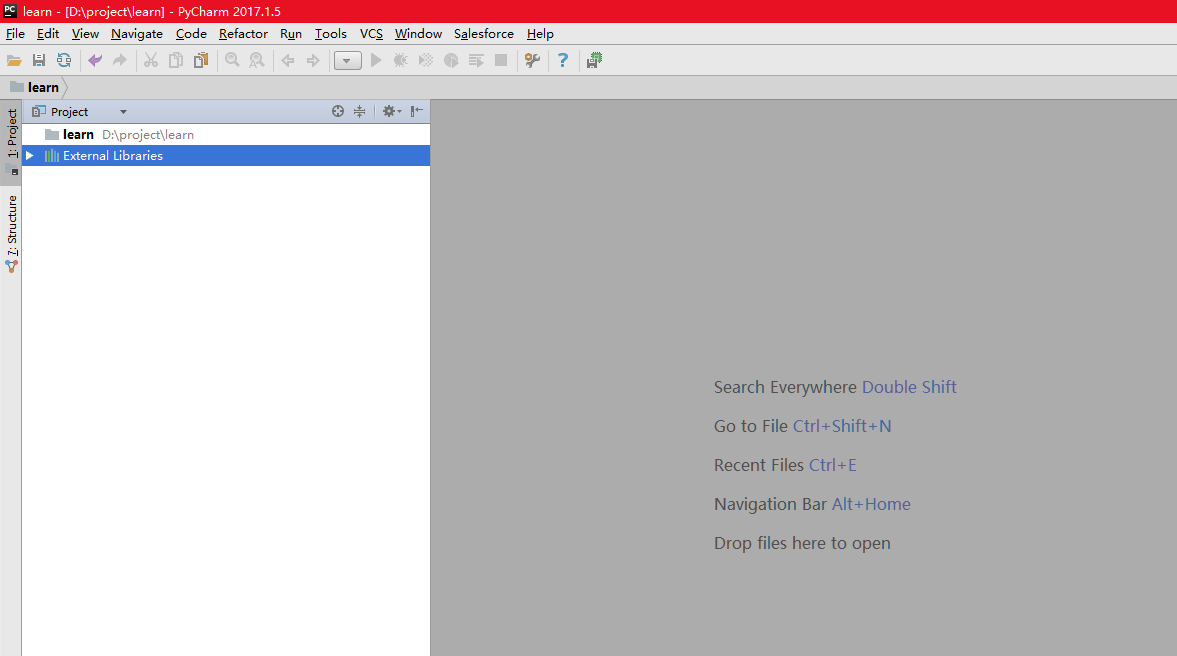 PC learn - [D:\project\learn] - PyCharm 2017.1.5
File Edit View Navigate Code Refactor Run Tools VCS Window Salesforce Help
learn
Project
1: Project
learn D:\project\learn
External Libraries
7: Structure
Search Everywhere Double Shift
Go to File Ctrl+Shift+N
Recent Files Ctrl+E
Navigation Bar Alt+Home
Drop files here to open